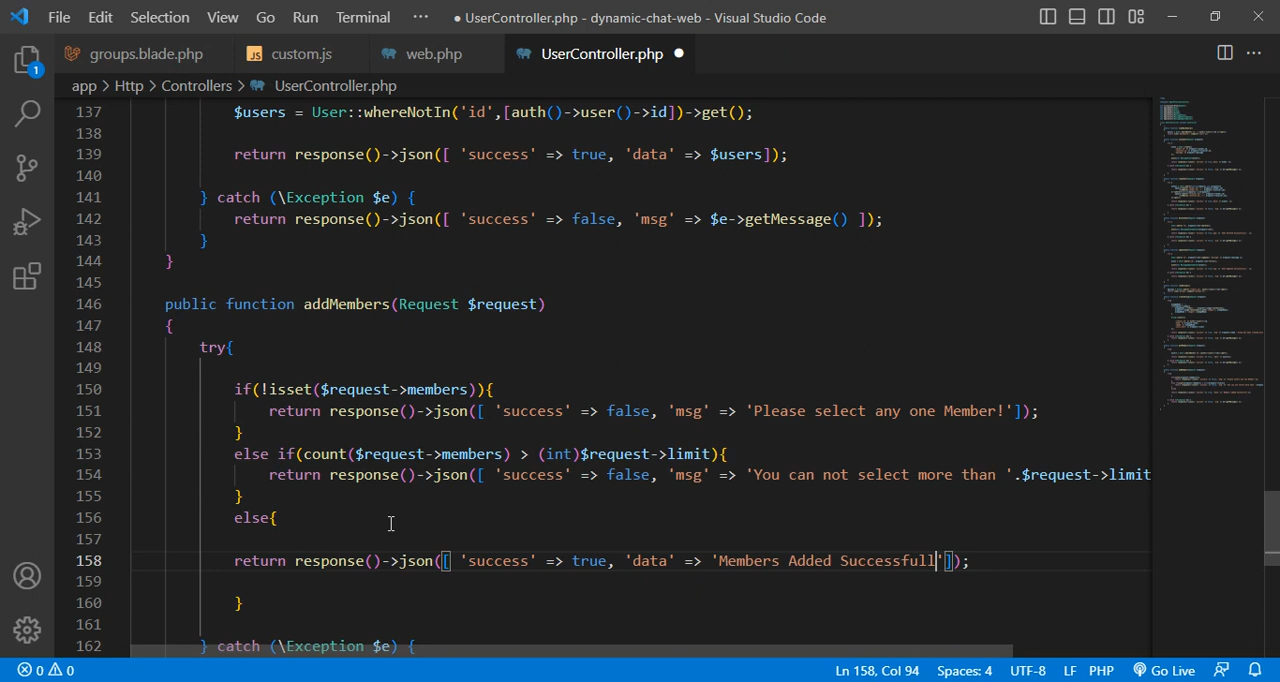 File Edit Selection View Go Run Terminal ··· ● UserController.php - dynamic-chat-web - Visual Studio Code
groups.blade.php JS custom.js web.php UserController.php ●
app > Http > Controllers > UserController.php
1
137 $users = User::whereNotIn('id',[auth()->user()->id])->get();
138
139 return response()->json([ 'success' => true, 'data' => $users]);
140
141 } catch (\Exception $e) {
142 return response()->json([ 'success' => false, 'msg' => $e->getMessage() ]);
143 }
144 }
145
146 public function addMembers(Request $request)
147 {
148 try{
149
150 if(!isset($request->members)){
151 return response()->json([ 'success' => false, 'msg' => 'Please select any one Member!']);
152 }
153 else if(count($request->members) > (int)$request->limit){
154 return response()->json([ 'success' => false, 'msg' => 'You can not select more than '.$request->limit
155 }
156 else{
157
158 return response()->json([ 'success' => true, 'data' => 'Members Added Successfull']);
159
160 }
161
162 } catch (\Exception $e) {
0 0 Ln 158, Col 94 Spaces: 4 UTF-8 LF PHP Go Live